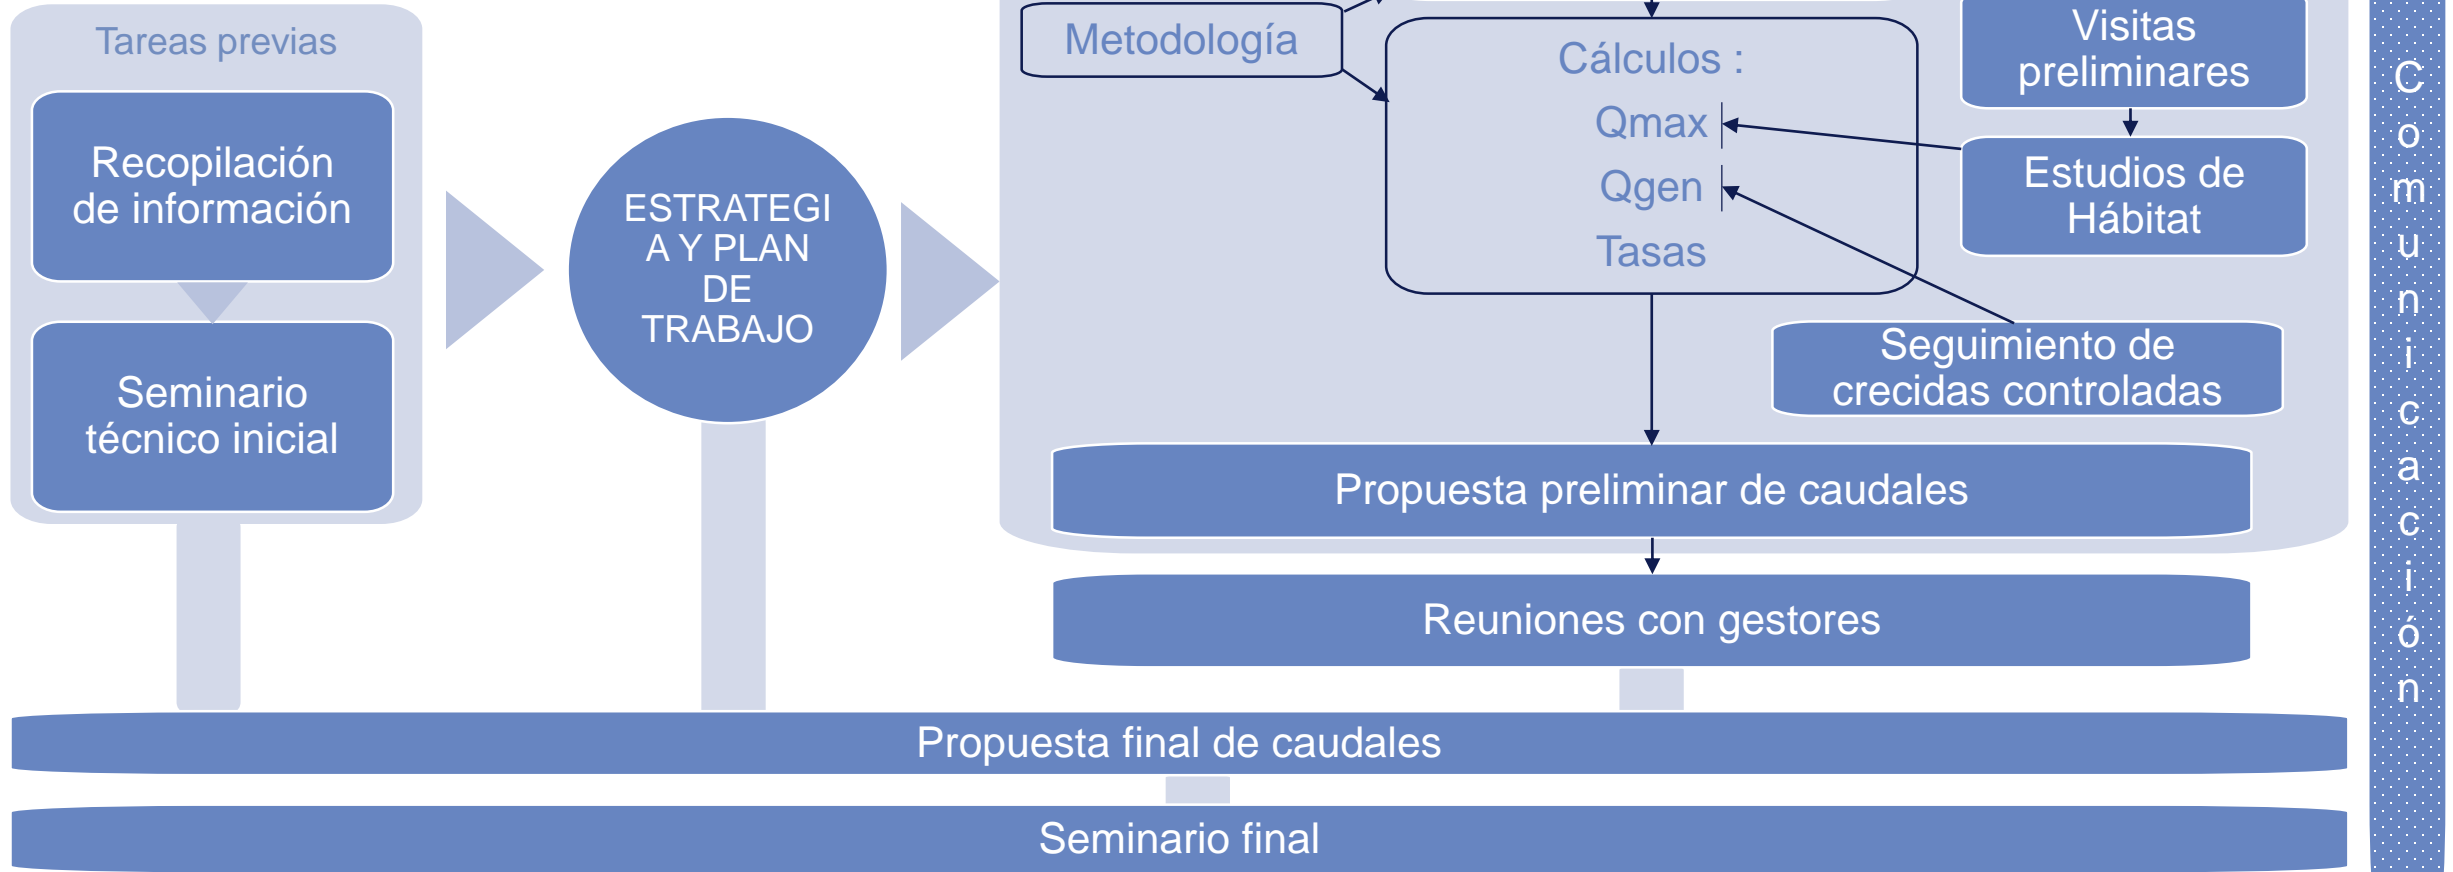 Tareas previas
Recopilación
de información
Seminario
técnico inicial
ESTRATEGI
A Y PLAN
DE
TRABAJO
Metodología
Cálculos :
Qmax
Qgen
Tasas
Visitas
preliminares
Estudios de
Hábitat
Seguimiento de
crecidas controladas
Propuesta preliminar de caudales
Reuniones con gestores
Propuesta final de caudales
Seminario final
Comunicación